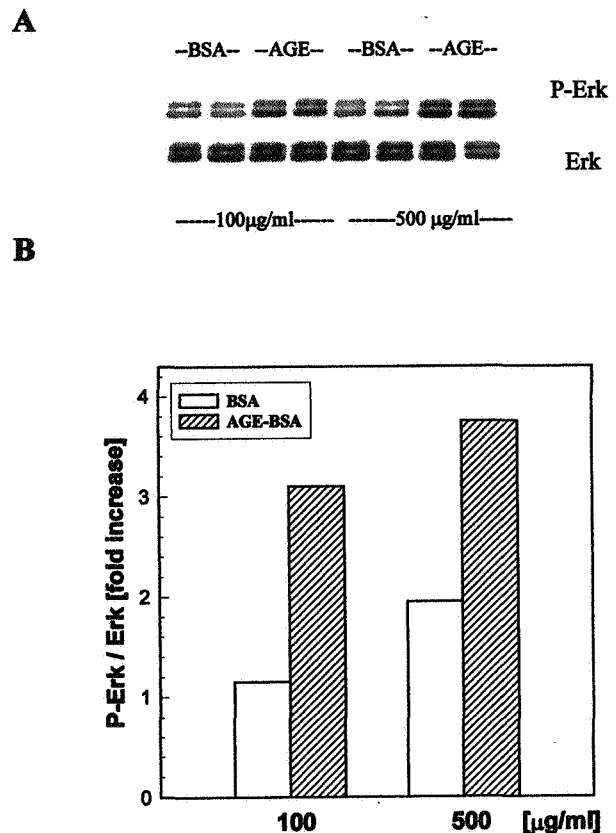 A
--BSA-- --AGE--- --BSA-- --AGE---
P-Erk
Erk
------100µg/ml------- --------500 µg/ml-------
B
4
BSA
AGE-BSA
3
2
1
0
P-Erk / Erk [fold increase]
100 500 [µg/ml]